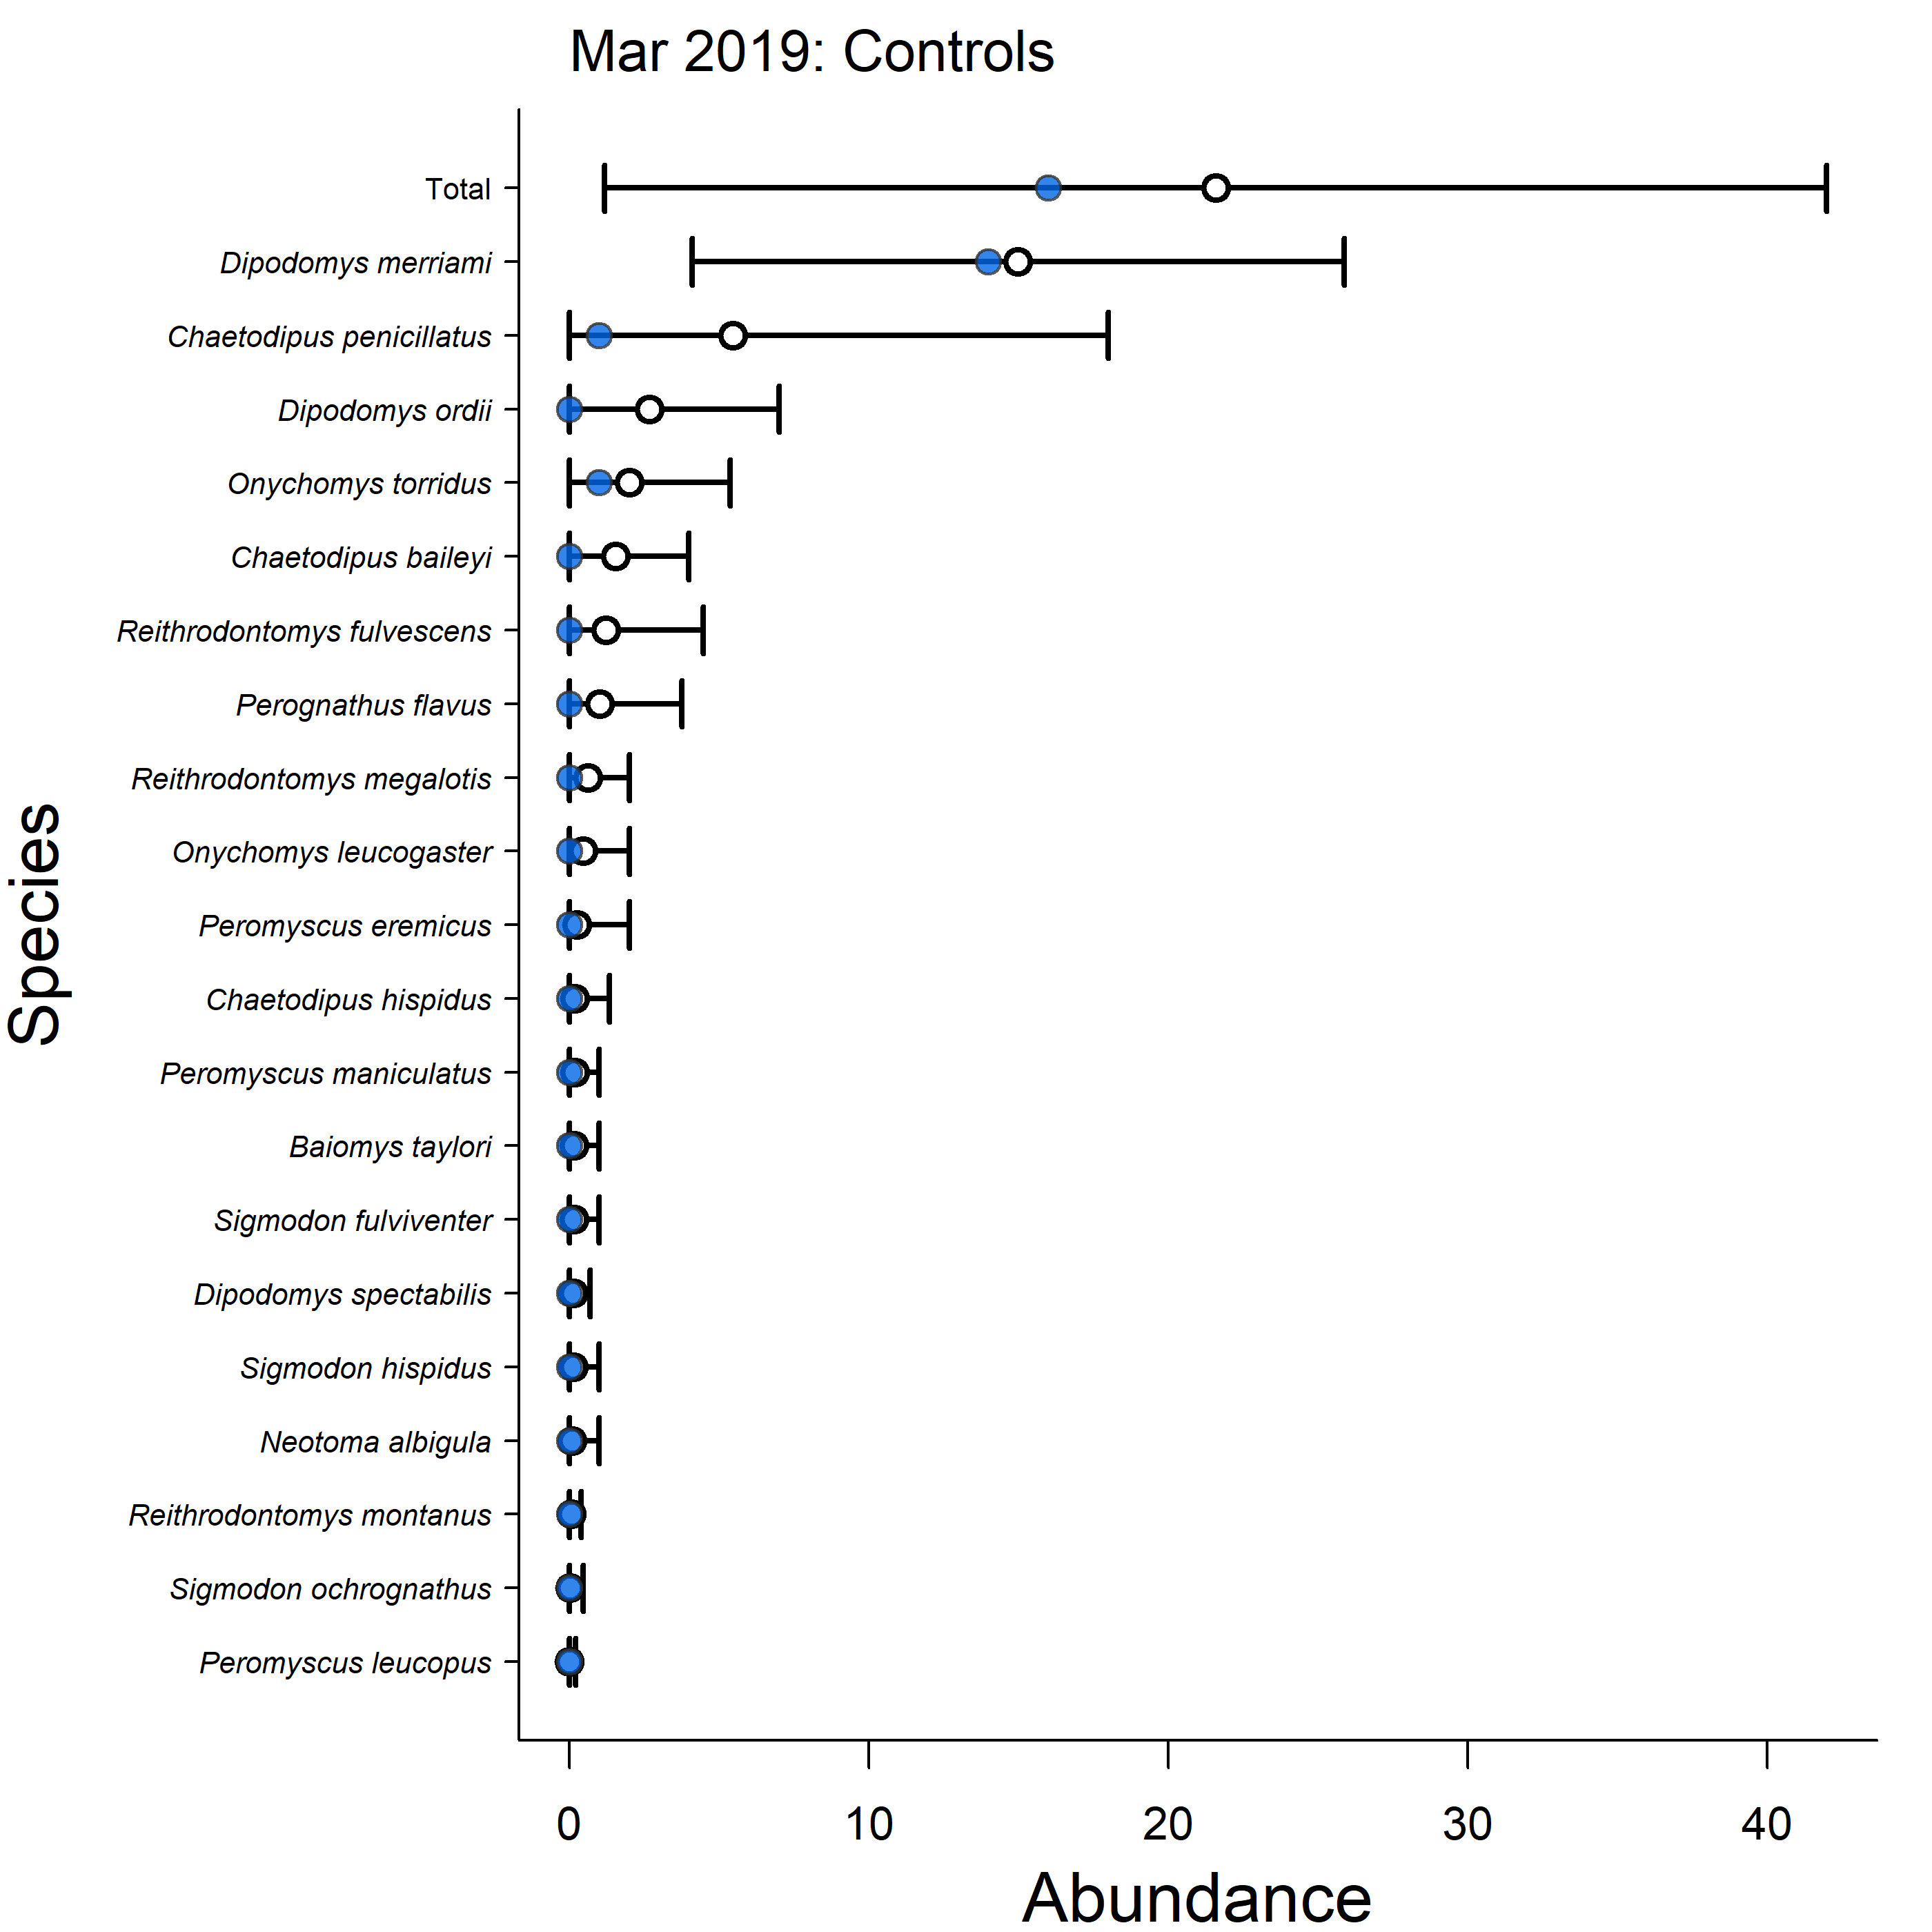 Mar 2019: Controls
Total
Dipodomys merriami
Chaetodipus penicillatus
Dipodomys ordii
Onychomys torridus
Chaetodipus baileyi
Reithrodontomys fulvescens
Perognathus flavus
Reithrodontomys megalotis
Onychomys leucogaster
Peromyscus eremicus
Chaetodipus hispidus
Peromyscus maniculatus
Baiomys taylori
Sigmodon fulviventer
Dipodomys spectabilis
Sigmodon hispidus
Neotoma albigula
Reithrodontomys montanus
Sigmodon ochrognathus
Peromyscus leucopus
Species
0 10 20 30 40
Abundance